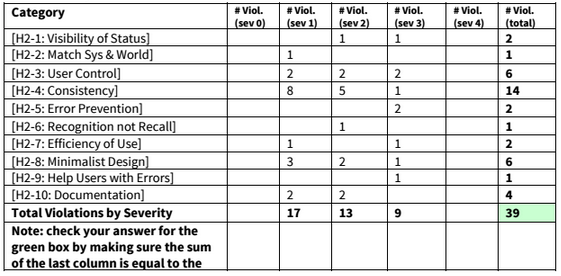 Category # Viol. (sev 0) # Viol. (sev 1) # Viol. (sev 2) # Viol. (sev 3) # Viol. (sev 4) # Viol. (total)
[H2-1: Visibility of Status] 1 1 2
[H2-2: Match Sys & World] 1 1
[H2-3: User Control] 2 2 2 6
[H2-4: Consistency] 8 5 1 14
[H2-5: Error Prevention] 2 2
[H2-6: Recognition not Recall] 1 1
[H2-7: Efficiency of Use] 1 1 2
[H2-8: Minimalist Design] 3 2 1 6
[H2-9: Help Users with Errors] 1 1
[H2-10: Documentation] 2 2 4
Total Violations by Severity 17 13 9 39
Note: check your answer for the
green box by making sure the sum
of the last column is equal to the